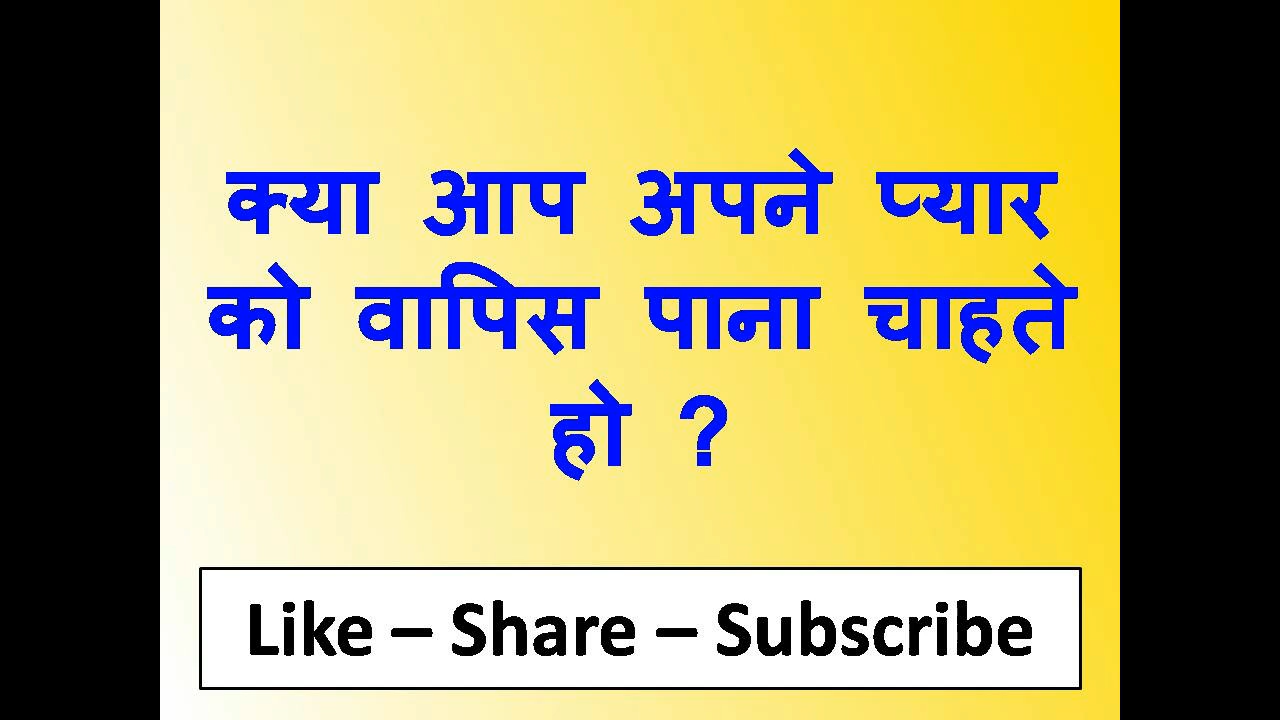 क्या आप अपने प्यार
को वापिस पाना चाहते
हो ?
Like – Share – Subscribe